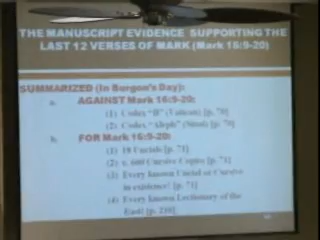 THE MANUSCRIPT EVIDENCE SUPPORTING THE
LAST 12 VERSES OF MARK (Mark 16:9-20)
SUMMARIZED (in Burgon's Day):
a. AGAINST Mark 16:9-20:
(1) Codex "B" (Vatican) [p. 70]
(2) Codex "Aleph" (Sinai) [p. 70]
b. FOR Mark 16:9-20:
(1) 18 Uncials [p. 71]
(2) c. 600 Cursive Copies [p. 71]
(3) Every known Uncial or Cursive
in existence! [p. 71]
(4) Every known Lectionary of the
East! [p. 210]